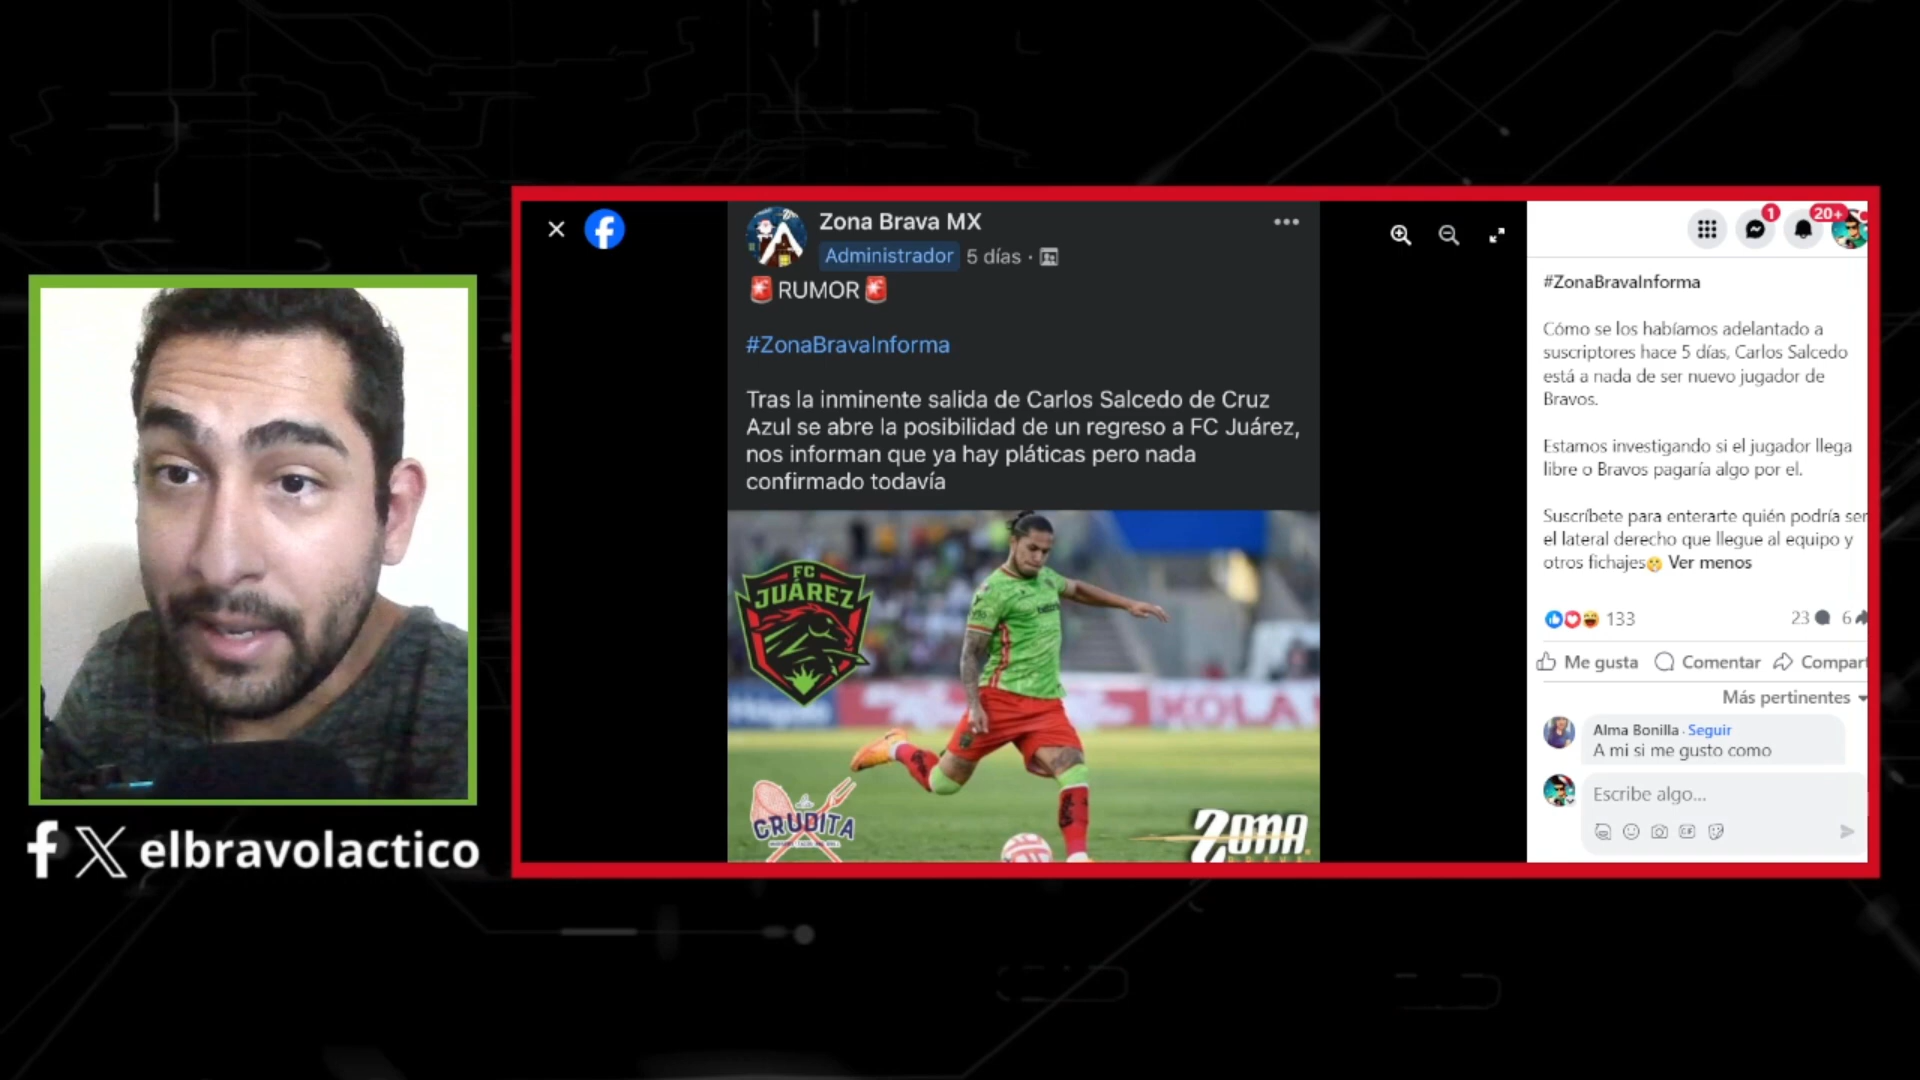 Zona Brava MX
Administrador 5 días ·
RUMOR
#ZonaBravaInforma
Tras la inminente salida de Carlos Salcedo de Cruz
Azul se abre la posibilidad de un regreso a FC Juárez,
nos informan que ya hay pláticas pero nada
confirmado todavía
FC
JUÁREZ
KOLA
CRUDITA
ZONA
1
20+
#ZonaBravaInforma
Cómo se los habíamos adelantado a
suscriptores hace 5 días, Carlos Salcedo
está a nada de ser nuevo jugador de
Bravos.
Estamos investigando si el jugador llega
libre o Bravos pagaría algo por el.
Suscríbete para enterarte quién podría ser
el lateral derecho que llegue al equipo y
otros fichajes Ver menos
133
23 6
Me gusta Comentar Compart
Más pertinentes
Alma Bonilla · Seguir
A mi si me gusto como
Escribe algo...
elbravolactico